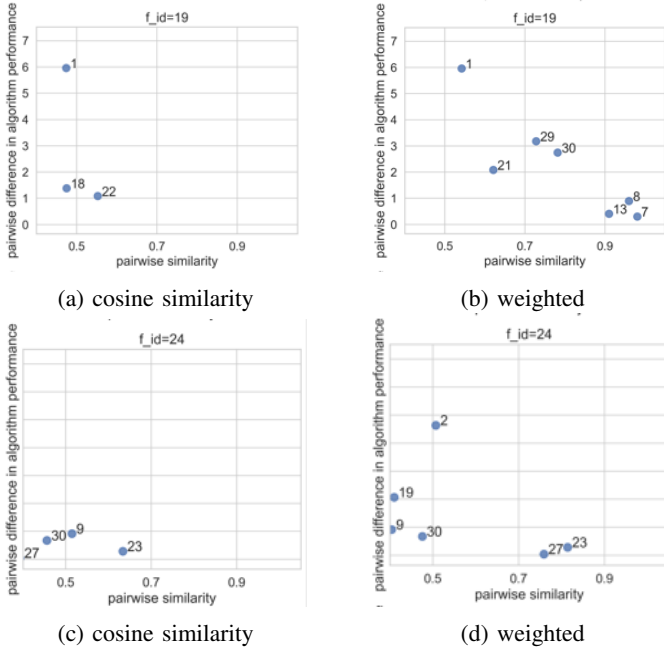 f_id=19
pairwise difference in algorithm performance
7
6
5
4
3
2
1
0
1
18
22
0.5 0.7 0.9
pairwise similarity
(a) cosine similarity
f_id=19
pairwise difference in algorithm performance
7
6
5
4
3
2
1
0
1
29
30
21
8
13
7
0.5 0.7 0.9
pairwise similarity
(b) weighted
f_id=24
pairwise difference in algorithm performance
9
30
27
23
0.5 0.7 0.9
pairwise similarity
(c) cosine similarity
f_id=24
pairwise difference in algorithm performance
2
19
9
30
23
27
0.5 0.7 0.9
pairwise similarity
(d) weighted